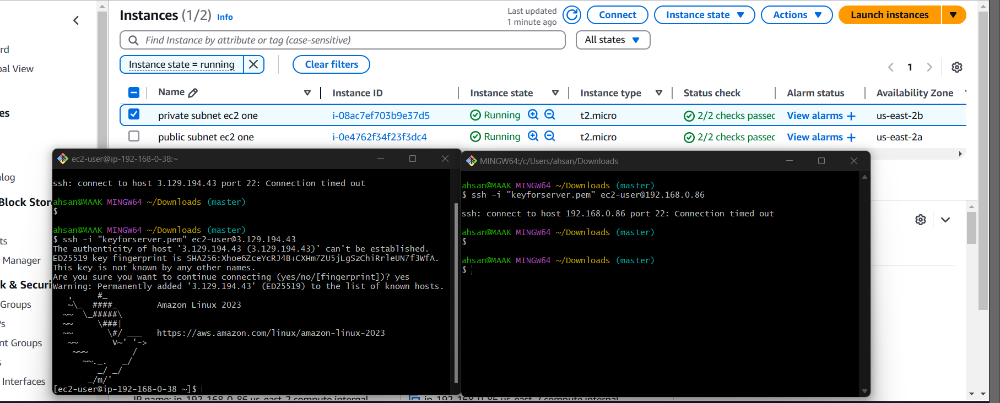 Instances (1/2) Info
Last updated
1 minute ago
Connect
Instance state
Actions
Launch instances
Find Instance by attribute or tag (case-sensitive)
All states
Instance state = running
Clear filters
1
Name
Instance ID
Instance state
Instance type
Status check
Alarm status
Availability Zone
private subnet ec2 one
i-08ac7ef703b9e37d5
Running
t2.micro
2/2 checks passec
View alarms +
us-east-2b
public subnet ec2 one
i-0e4762f34f23f3dc4
Running
t2.micro
2/2 checks passec
View alarms +
us-east-2a
rd
bal View
es
alog
Block Stor
ts
Manager
k & Securi
Groups
Ps
nt Groups
s
Interfaces
ec2-user@ip-192-168-0-38:~
ssh: connect to host 3.129.194.43 port 22: Connection timed out
ahsan@MAAK MINGW64 ~/Downloads (master)
$
ahsan@MAAK MINGW64 ~/Downloads (master)
$ ssh -i "keyforserver.pem" ec2-user@3.129.194.43
The authenticity of host '3.129.194.43 (3.129.194.43)' can't be established.
ED25519 key fingerprint is SHA256:Xhoe6ZceYcRJ4B+CXHm7ZU5jLgSzChiRrleUN7f3WfA.
This key is not known by any other names.
Are you sure you want to continue connecting (yes/no/[fingerprint])? yes
Warning: Permanently added '3.129.194.43' (ED25519) to the list of known hosts.
   ,     #_
   ~\_  ####_        Amazon Linux 2023
  ~~  \_#####\
  ~~     \###|
  ~~       \#/ ___   https://aws.amazon.com/linux/amazon-linux-2023
   ~~       V~' '->
    ~~~         /
      ~~._.   _/
         _/ _/
       _/m/'
[ec2-user@ip-192-168-0-38 ~]$
MINGW64:/c/Users/ahsan/Downloads
ahsan@MAAK MINGW64 ~/Downloads (master)
$ ssh -i "keyforserver.pem" ec2-user@192.168.0.86
ssh: connect to host 192.168.0.86 port 22: Connection timed out
ahsan@MAAK MINGW64 ~/Downloads (master)
$
ahsan@MAAK MINGW64 ~/Downloads (master)
$
IP name: ip-192-168-0-86.us-east-2.compute.internal
ip-192-168-0-86.us-east-2.compute.internal